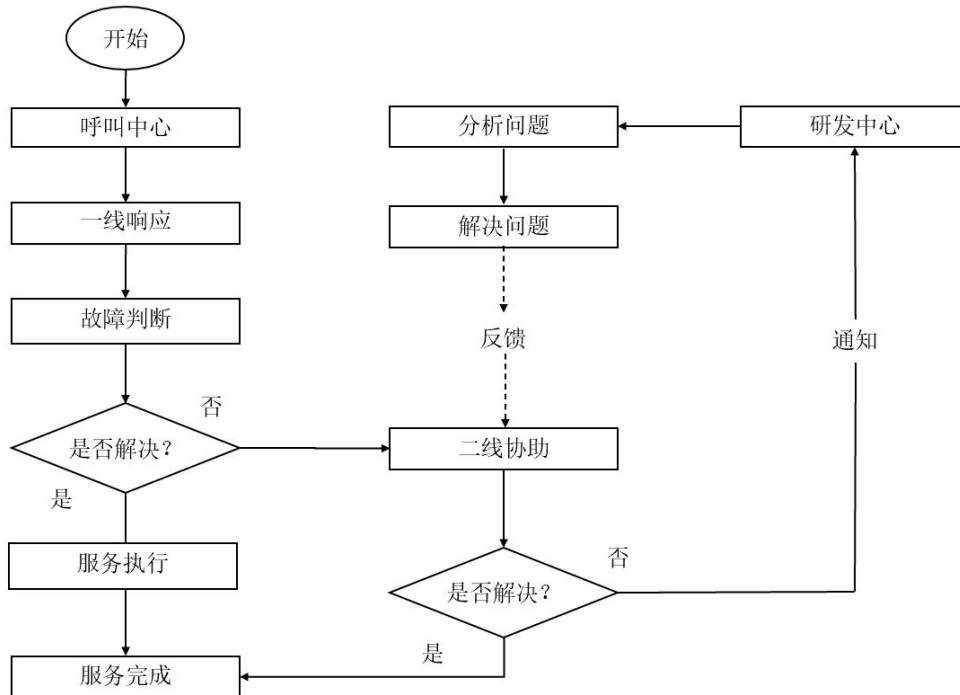 开始
呼叫中心
分析问题
研发中心
一线响应
解决问题
故障判断
反馈
通知
否
是否解决？
二线协助
是
服务执行
否
是否解决？
是
服务完成